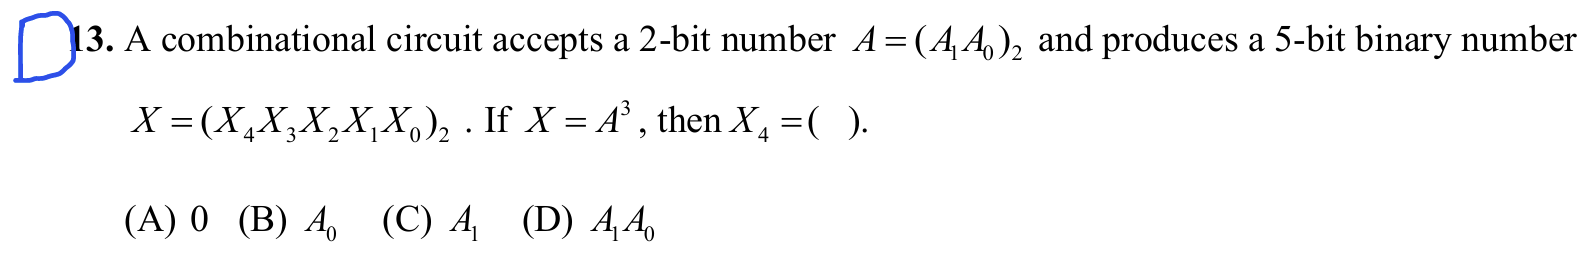 D 13. A combinational circuit accepts a 2-bit number A=(A₁A₀)₂ and produces a 5-bit binary number
X=(X₄X₃X₂X₁X₀)₂ . If X=A³, then X₄=( ).
(A) 0 (B) A₀ (C) A₁ (D) A₁A₀